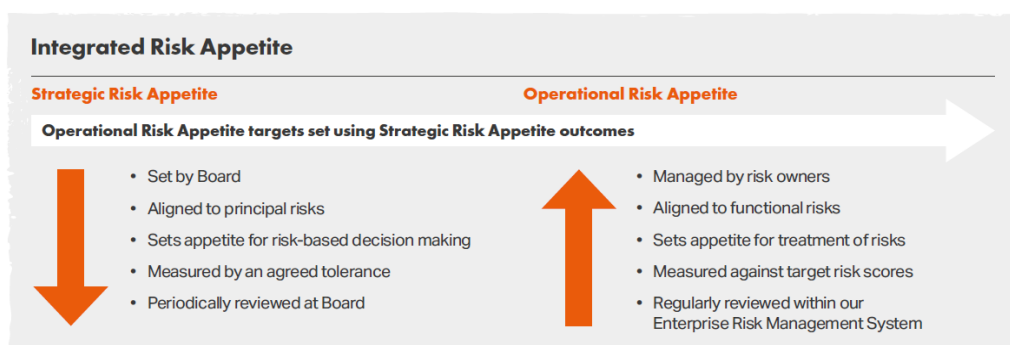 Integrated Risk Appetite
Strategic Risk Appetite
Operational Risk Appetite
Operational Risk Appetite targets set using Strategic Risk Appetite outcomes
• Set by Board
• Aligned to principal risks
• Sets appetite for risk-based decision making
• Measured by an agreed tolerance
• Periodically reviewed at Board
• Managed by risk owners
• Aligned to functional risks
• Sets appetite for treatment of risks
• Measured against target risk scores
• Regularly reviewed within our
Enterprise Risk Management System